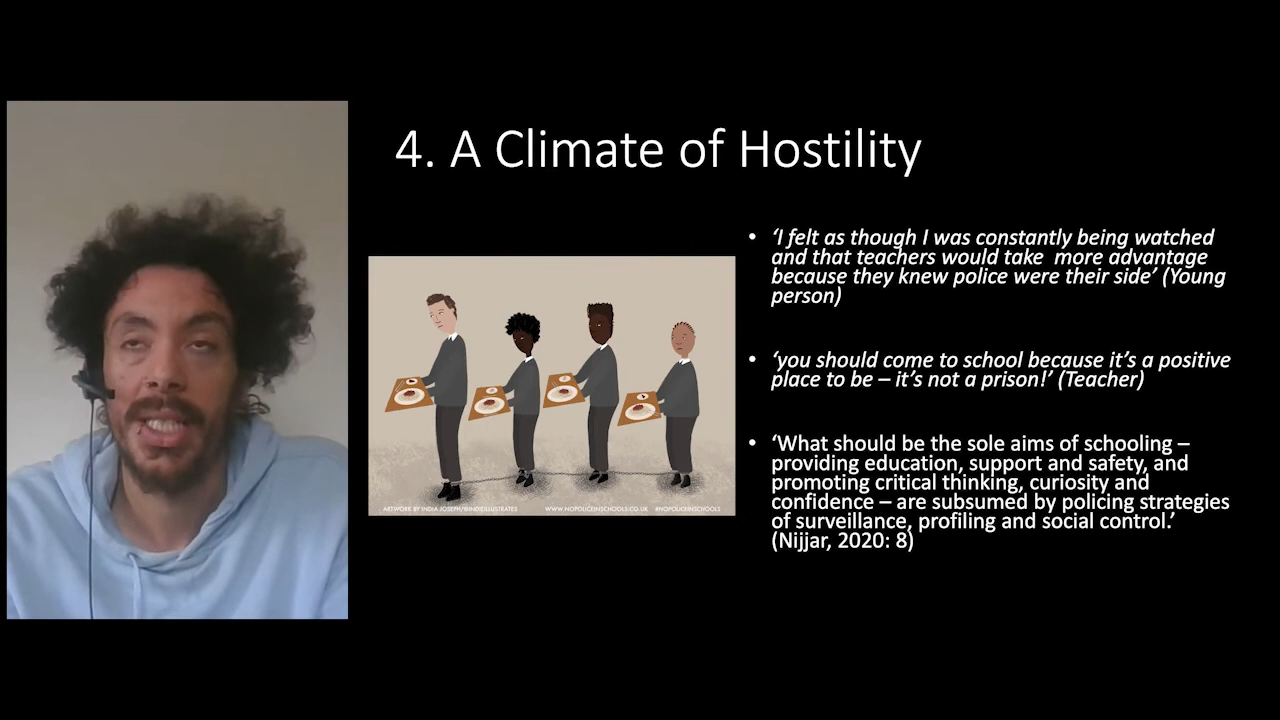 4. A Climate of Hostility
• ‘I felt as though I was constantly being watched
and that teachers would take  more advantage
because they knew police were their side’ (Young
person)
• ‘you should come to school because it’s a positive
place to be – it’s not a prison!’ (Teacher)
• ‘What should be the sole aims of schooling –
providing education, support and safety, and
promoting critical thinking, curiosity and
confidence – are subsumed by policing strategies
of surveillance, profiling and social control.’
(Nijjar, 2020: 8)
ARTWORK BY INDIA JOSEPH/@INDIEILLUSTRATES WWW.NOPOLICEINSCHOOLS.CO.UK #NOPOLICEINSCHOOLS